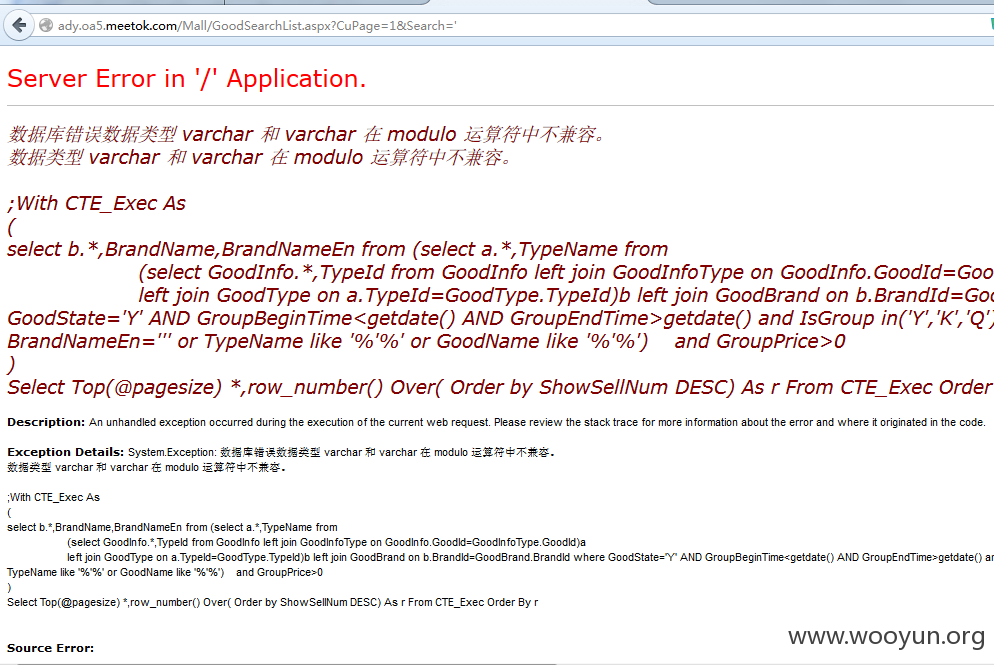 ady.oa5.meetok.com/Mall/GoodSearchList.aspx?CuPage=1&Search='
Server Error in '/' Application.
数据库错误数据类型 varchar 和 varchar 在 modulo 运算符中不兼容。
数据类型 varchar 和 varchar 在 modulo 运算符中不兼容。
;With CTE_Exec As
(
select b.*,BrandName,BrandNameEn from (select a.*,TypeName from
(select GoodInfo.*,TypeId from GoodInfo left join GoodInfoType on GoodInfo.GoodId=Goo
left join GoodType on a.TypeId=GoodType.TypeId)b left join GoodBrand on b.BrandId=Goo
GoodState='Y' AND GroupBeginTime<getdate() AND GroupEndTime>getdate() and IsGroup in('Y','K','Q')
BrandNameEn=''' or TypeName like '%'%' or GoodName like '%'%') and GroupPrice>0
)
Select Top(@pagesize) *,row_number() Over( Order by ShowSellNum DESC) As r From CTE_Exec Order
Description: An unhandled exception occurred during the execution of the current web request. Please review the stack trace for more information about the error and where it originated in the code.
Exception Details: System.Exception: 数据库错误数据类型 varchar 和 varchar 在 modulo 运算符中不兼容。
数据类型 varchar 和 varchar 在 modulo 运算符中不兼容。
;With CTE_Exec As
(
select b.*,BrandName,BrandNameEn from (select a.*,TypeName from
(select GoodInfo.*,TypeId from GoodInfo left join GoodInfoType on GoodInfo.GoodId=GoodInfoType.GoodId)a
left join GoodType on a.TypeId=GoodType.TypeId)b left join GoodBrand on b.BrandId=GoodBrand.BrandId where GoodState='Y' AND GroupBeginTime<getdate() AND GroupEndTime>getdate() an
TypeName like '%'%' or GoodName like '%'%') and GroupPrice>0
)
Select Top(@pagesize) *,row_number() Over( Order by ShowSellNum DESC) As r From CTE_Exec Order By r
www.wooyun.org
Source Error: